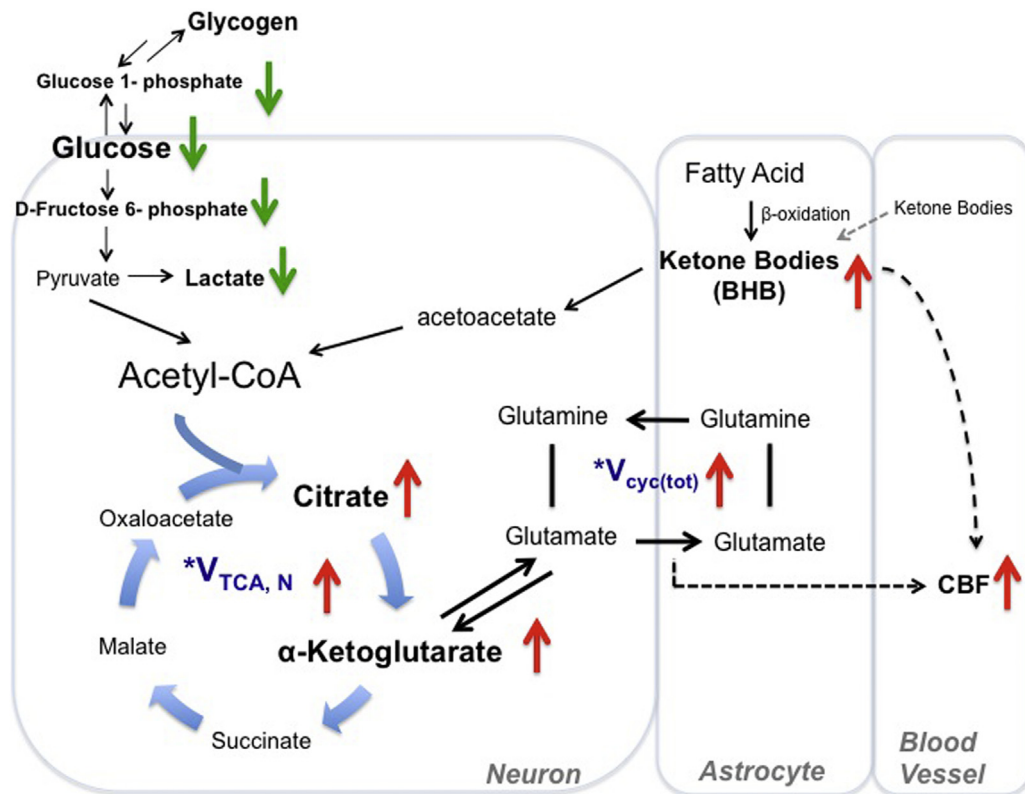 Glycogen
Glucose 1- phosphate
Glucose
D-Fructose 6- phosphate
Pyruvate
Lactate
Fatty Acid
β-oxidation
Ketone Bodies
Ketone Bodies
(BHB)
acetoacetate
Acetyl-CoA
Glutamine
Glutamine
*Vcyc(tot)
Citrate
Oxaloacetate
Glutamate
Glutamate
*VTCA, N
CBF
Malate
α-Ketoglutarate
Succinate
Neuron
Astrocyte
Blood
Vessel